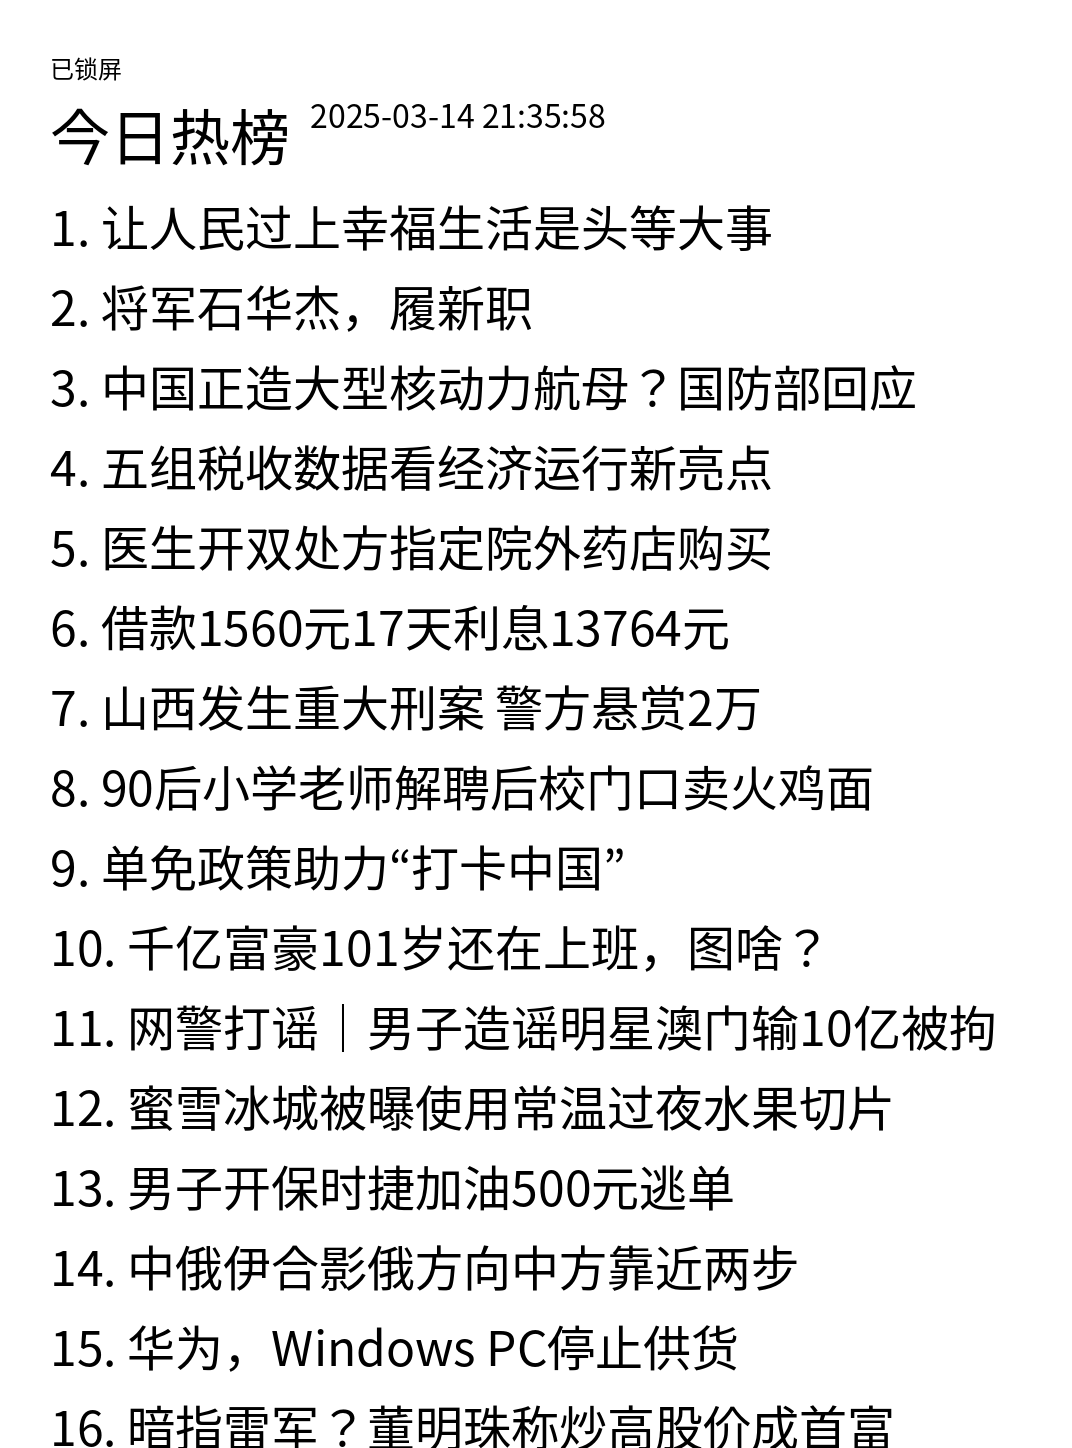 已锁屏
今日热榜 2025-03-14 21:35:58
1. 让人民过上幸福生活是头等大事
2. 将军石华杰，履新职
3. 中国正造大型核动力航母？国防部回应
4. 五组税收数据看经济运行新亮点
5. 医生开双处方指定院外药店购买
6. 借款1560元17天利息13764元
7. 山西发生重大刑案 警方悬赏2万
8. 90后小学老师解聘后校门口卖火鸡面
9. 单免政策助力“打卡中国”
10. 千亿富豪101岁还在上班，图啥？
11. 网警打谣｜男子造谣明星澳门输10亿被拘
12. 蜜雪冰城被曝使用常温过夜水果切片
13. 男子开保时捷加油500元逃单
14. 中俄伊合影俄方向中方靠近两步
15. 华为，Windows PC停止供货
16. 暗指雷军？董明珠称炒高股价成首富